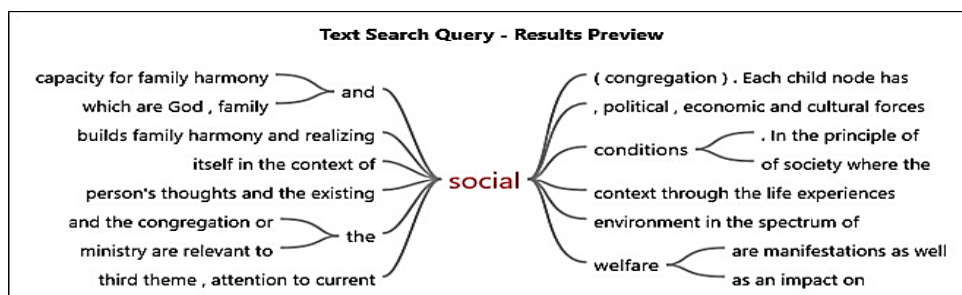 Text Search Query - Results Preview
capacity for family harmony
which are God , family
and
builds family harmony and realizing
itself in the context of
person's thoughts and the existing
and the congregation or
ministry are relevant to
the
third theme , attention to current
social
( congregation ) . Each child node has
, political , economic and cultural forces
conditions
. In the principle of
of society where the
context through the life experiences
environment in the spectrum of
welfare
are manifestations as well
as an impact on